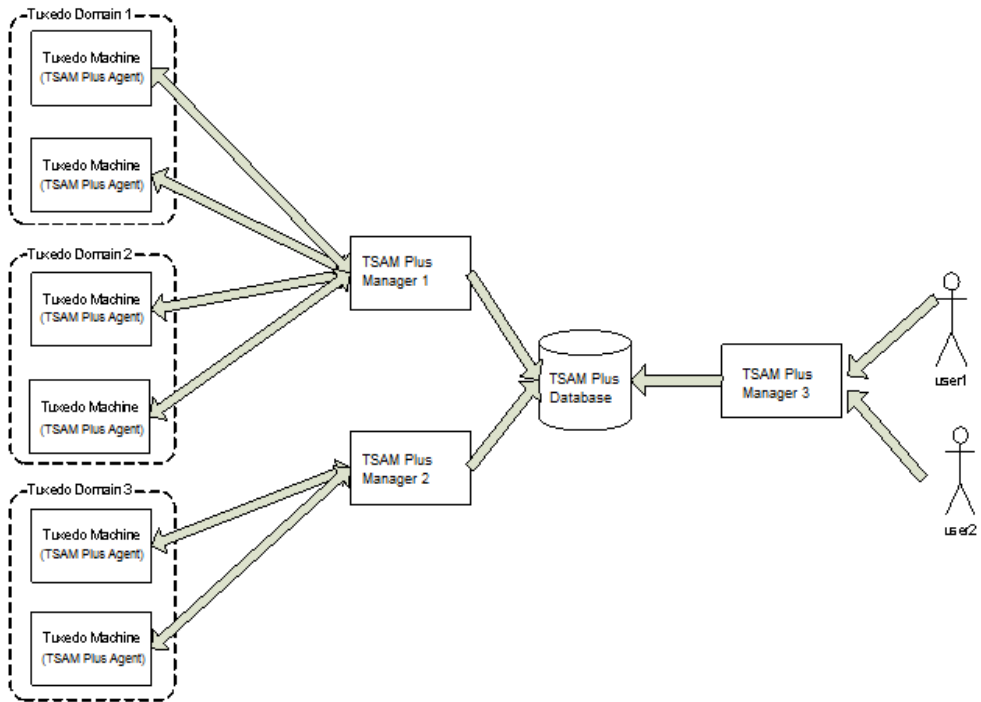 Tuxedo Domain 1
Tuxedo Machine
(TSAM Plus Agent)
Tuxedo Machine
(TSAM Plus Agent)
Tuxedo Domain 2
Tuxedo Machine
(TSAM Plus Agent)
Tuxedo Machine
(TSAM Plus Agent)
Tuxedo Domain 3
Tuxedo Machine
(TSAM Plus Agent)
Tuxedo Machine
(TSAM Plus Agent)
TSAM Plus
Manager 1
TSAM Plus
Manager 2
TSAM Plus
Database
TSAM Plus
Manager 3
user1
user2